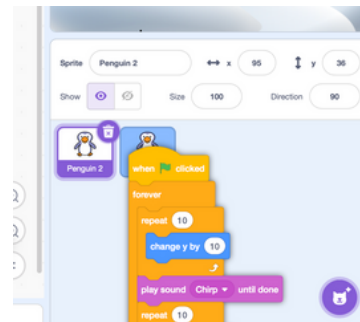 Sprite Penguin 2 x 95 y 36
Show Size 100 Direction 90
Penguin 2
when clicked
forever
repeat 10
change y by 10
play sound Chirp until done
repeat 10